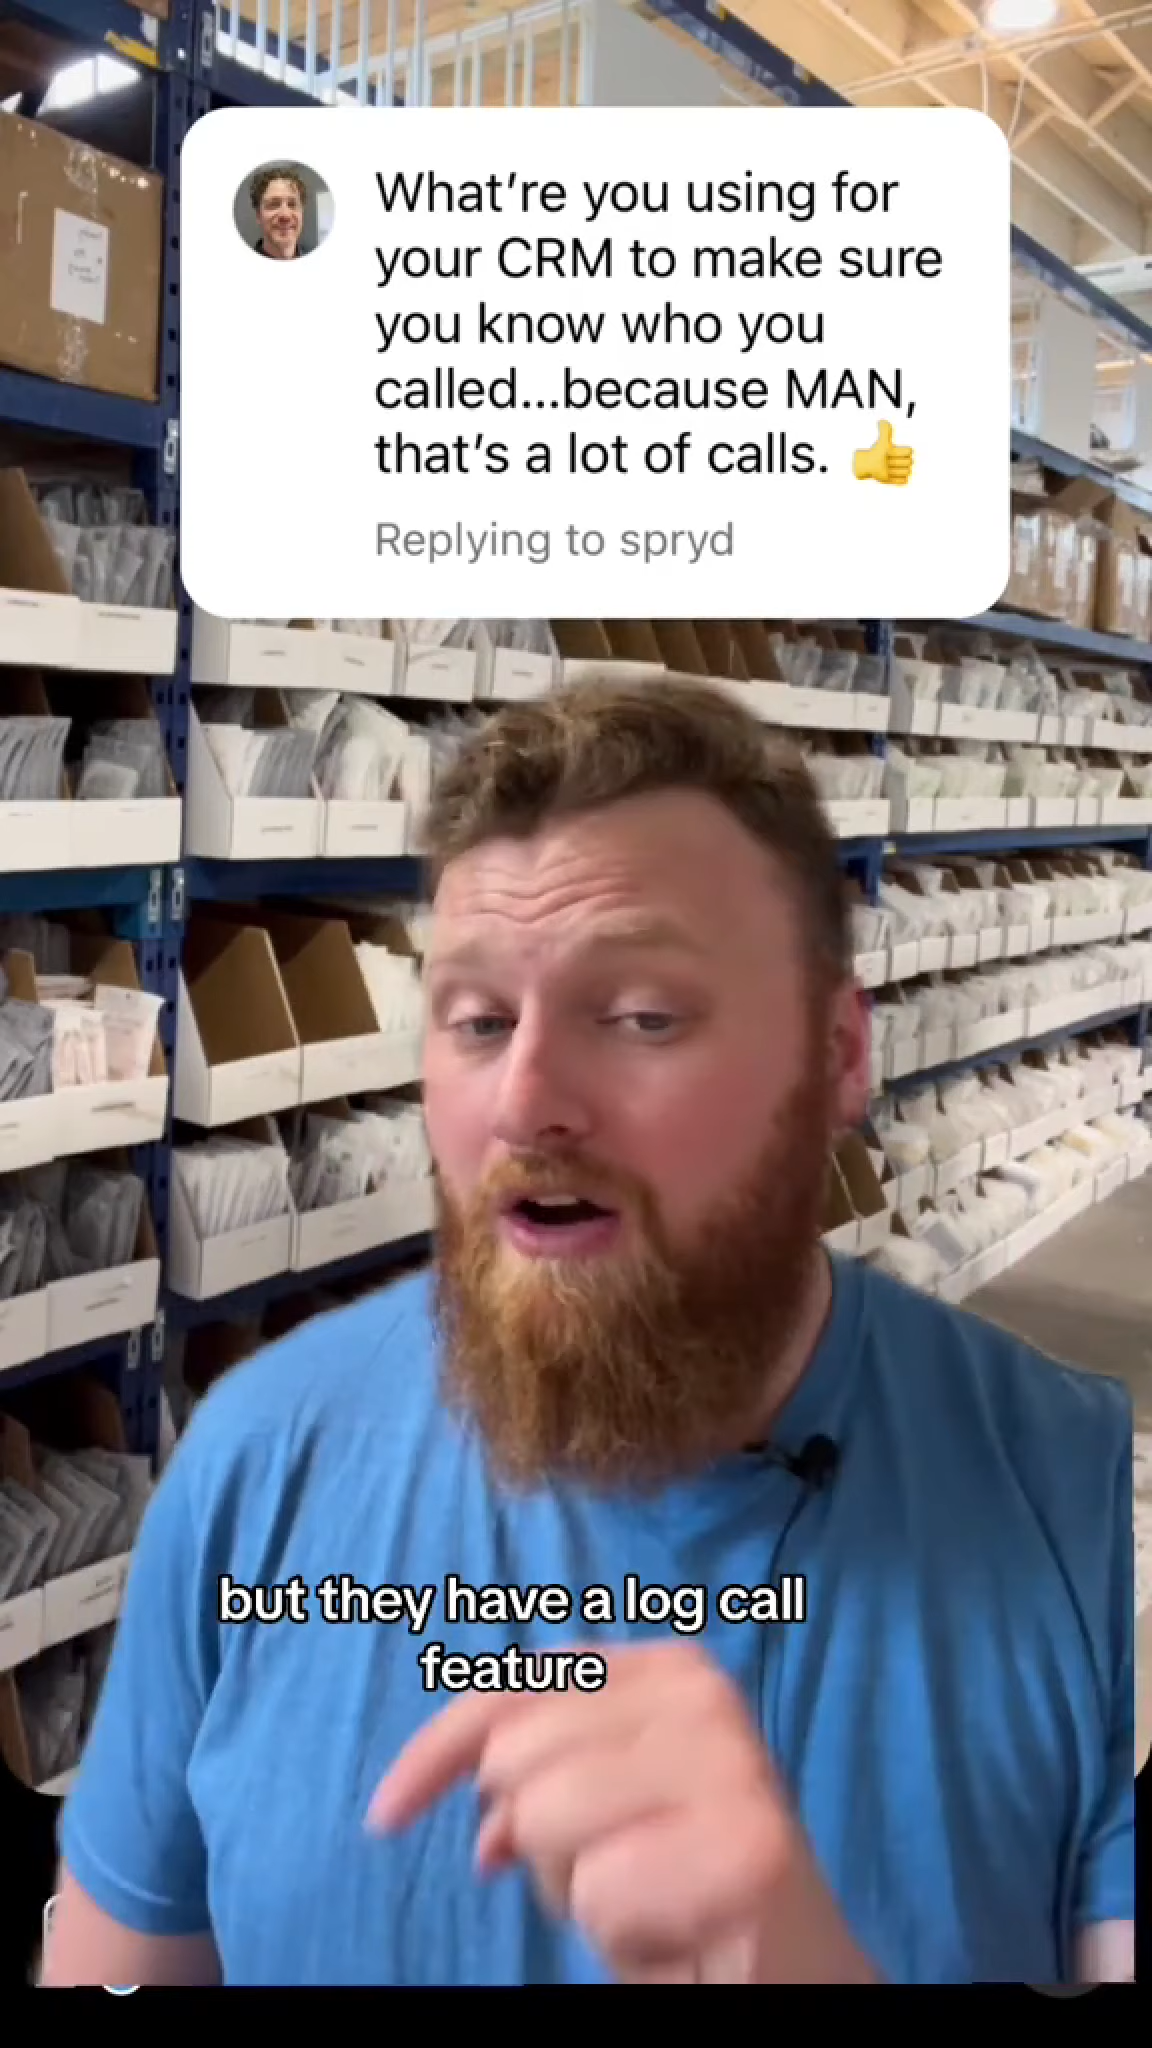 What're you using for
your CRM to make sure
you know who you
called...because MAN,
that's a lot of calls. 👍
Replying to spryd
but they have a log call
feature